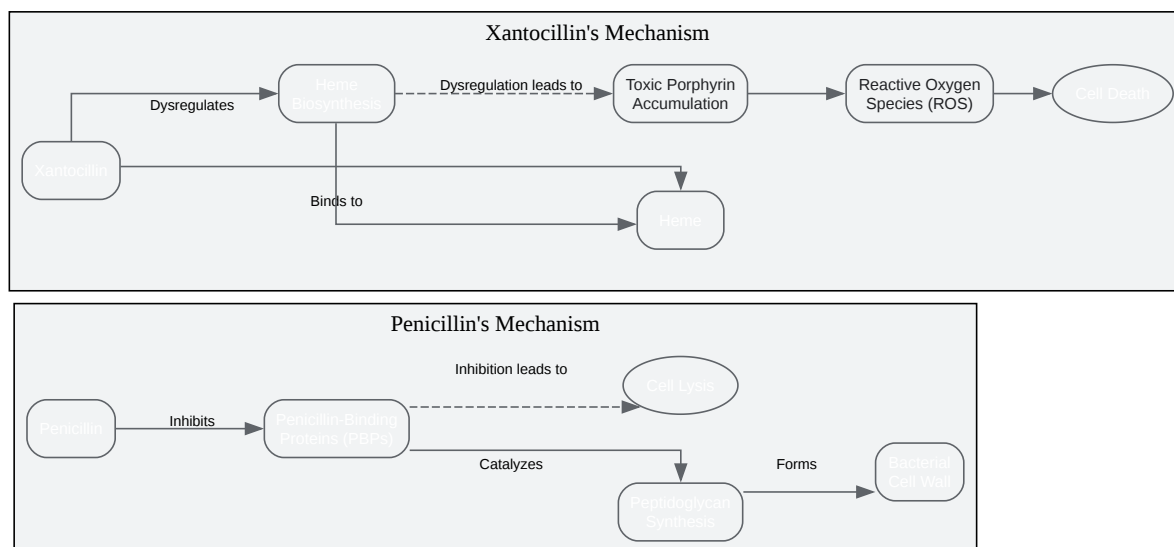 Xantocillin's Mechanism
Heme
Biosynthesis
Dysregulation leads to
Toxic Porphyrin
Accumulation
Reactive Oxygen
Species (ROS)
Cell Death
Dysregulates
Xantocillin
Binds to
Heme
Penicillin's Mechanism
Inhibition leads to
Cell Lysis
Penicillin
Inhibits
Penicillin-Binding
Proteins (PBPs)
Catalyzes
Forms
Bacterial
Cell Wall
Peptidoglycan
Synthesis